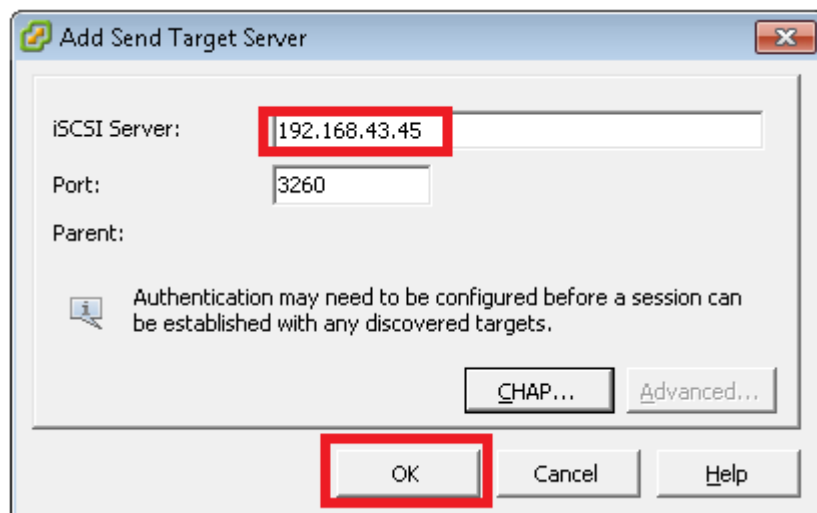 Add Send Target Server
iSCSI Server:
192.168.43.45
Port:
3260
Parent:
Authentication may need to be configured before a session can
be established with any discovered targets.
CHAP...
Advanced...
OK
Cancel
Help